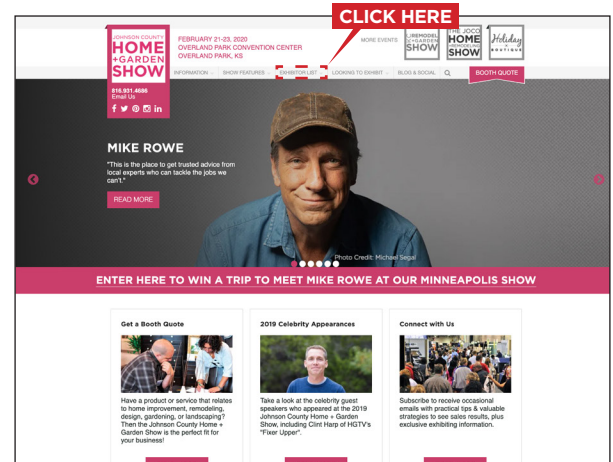 CLICK HERE
JOHNSON COUNTY
HOME
+GARDEN
SHOW
FEBRUARY 21-23, 2020
OVERLAND PARK CONVENTION CENTER
OVERLAND PARK, KS
MORE EVENTS
REMODEL
+GARDEN
SHOW
THE JOCO
HOME
+REMODELING
SHOW
Holiday
BOUTIQUE
INFORMATION
SHOW FEATURES
EXHIBITOR LIST
LOOKING TO EXHIBIT
BLOG & SOCIAL
BOOTH QUOTE
816.931.4686
Email Us
MIKE ROWE
"This is the place to get trusted advice from
local experts who can tackle the jobs we
can't."
READ MORE
Photo Credit: Michael Segal
ENTER HERE TO WIN A TRIP TO MEET MIKE ROWE AT OUR MINNEAPOLIS SHOW
Get a Booth Quote
Have a product or service that relates
to home improvement, remodeling,
design, gardening, or landscaping?
Then the Johnson County Home +
Garden Show is the perfect fit for
your business!
2019 Celebrity Appearances
Take a look at the celebrity guest
speakers who appeared at the 2019
Johnson County Home + Garden
Show, including Clint Harp of HGTV's
"Fixer Upper".
Connect with Us
Subscribe to receive occasional
emails with practical tips & valuable
strategies to see sales results, plus
exclusive exhibiting information.